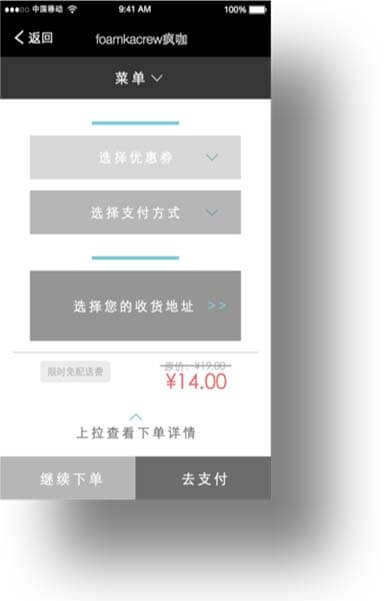 中国移动 9:41 AM 100%
返回 foamkacrew疯咖
菜单
选择优惠券
选择支付方式
选择您的收货地址 >>
原价：¥19.00
限时免配送费 ¥14.00
上拉查看下单详情
继续下单 去支付